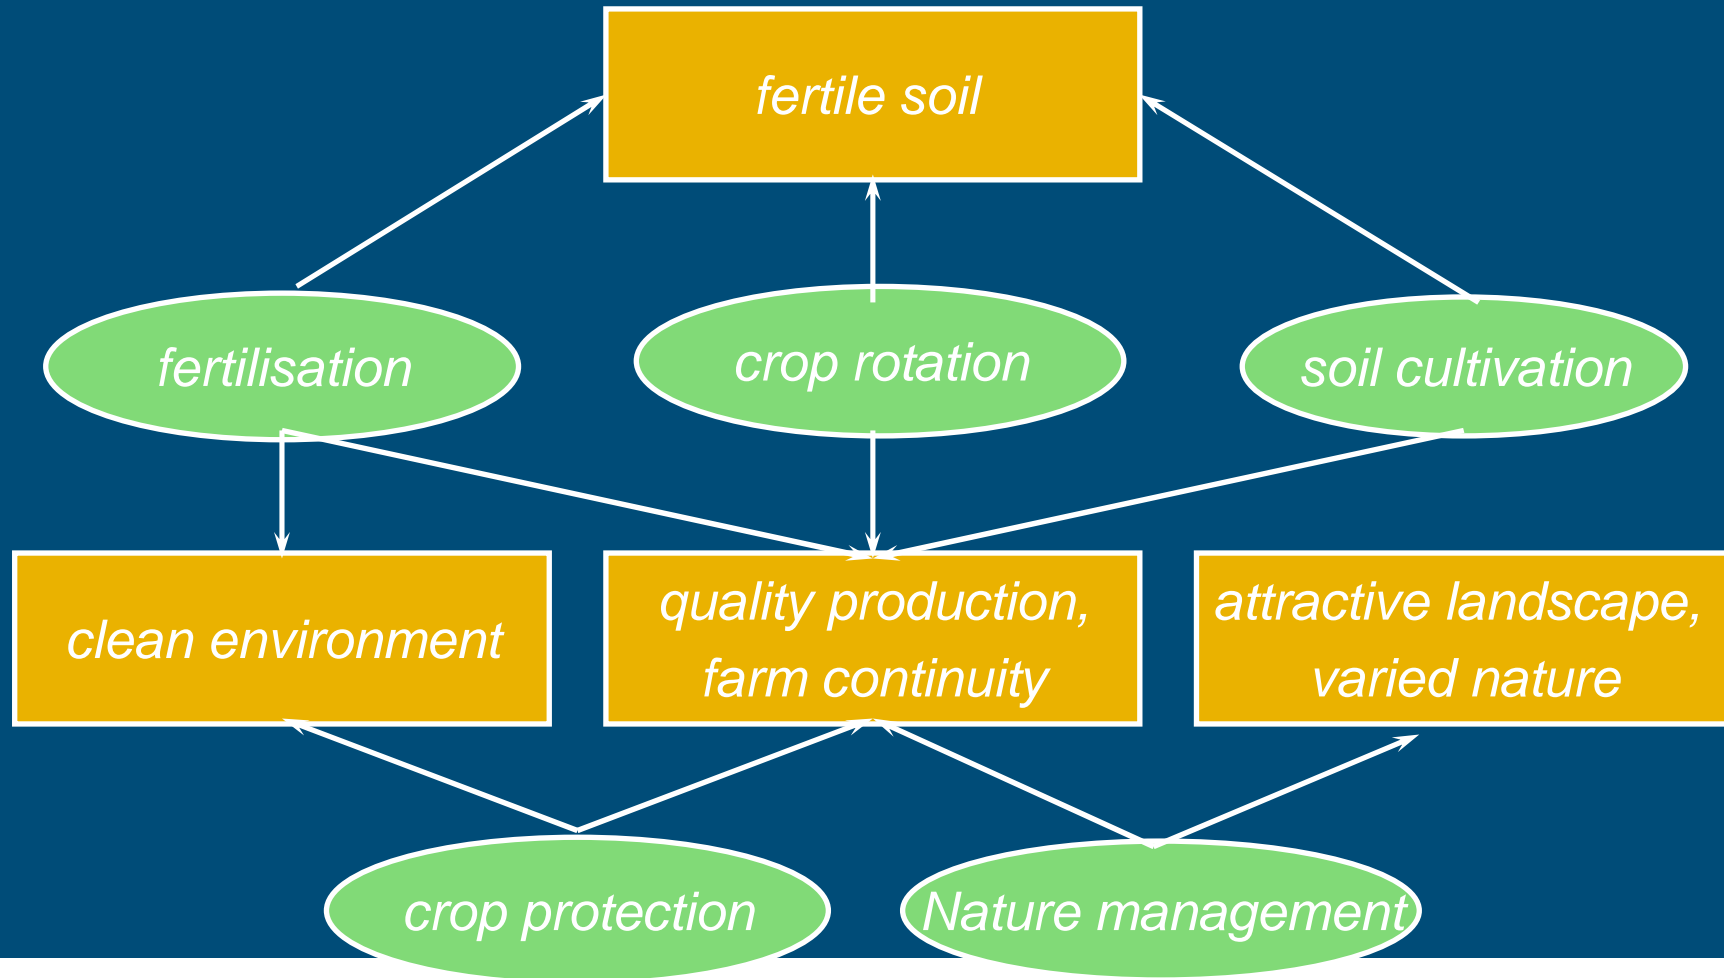 fertile soil
fertilisation
crop rotation
soil cultivation
clean environment
quality production,
farm continuity
attractive landscape,
varied nature
crop protection
Nature management